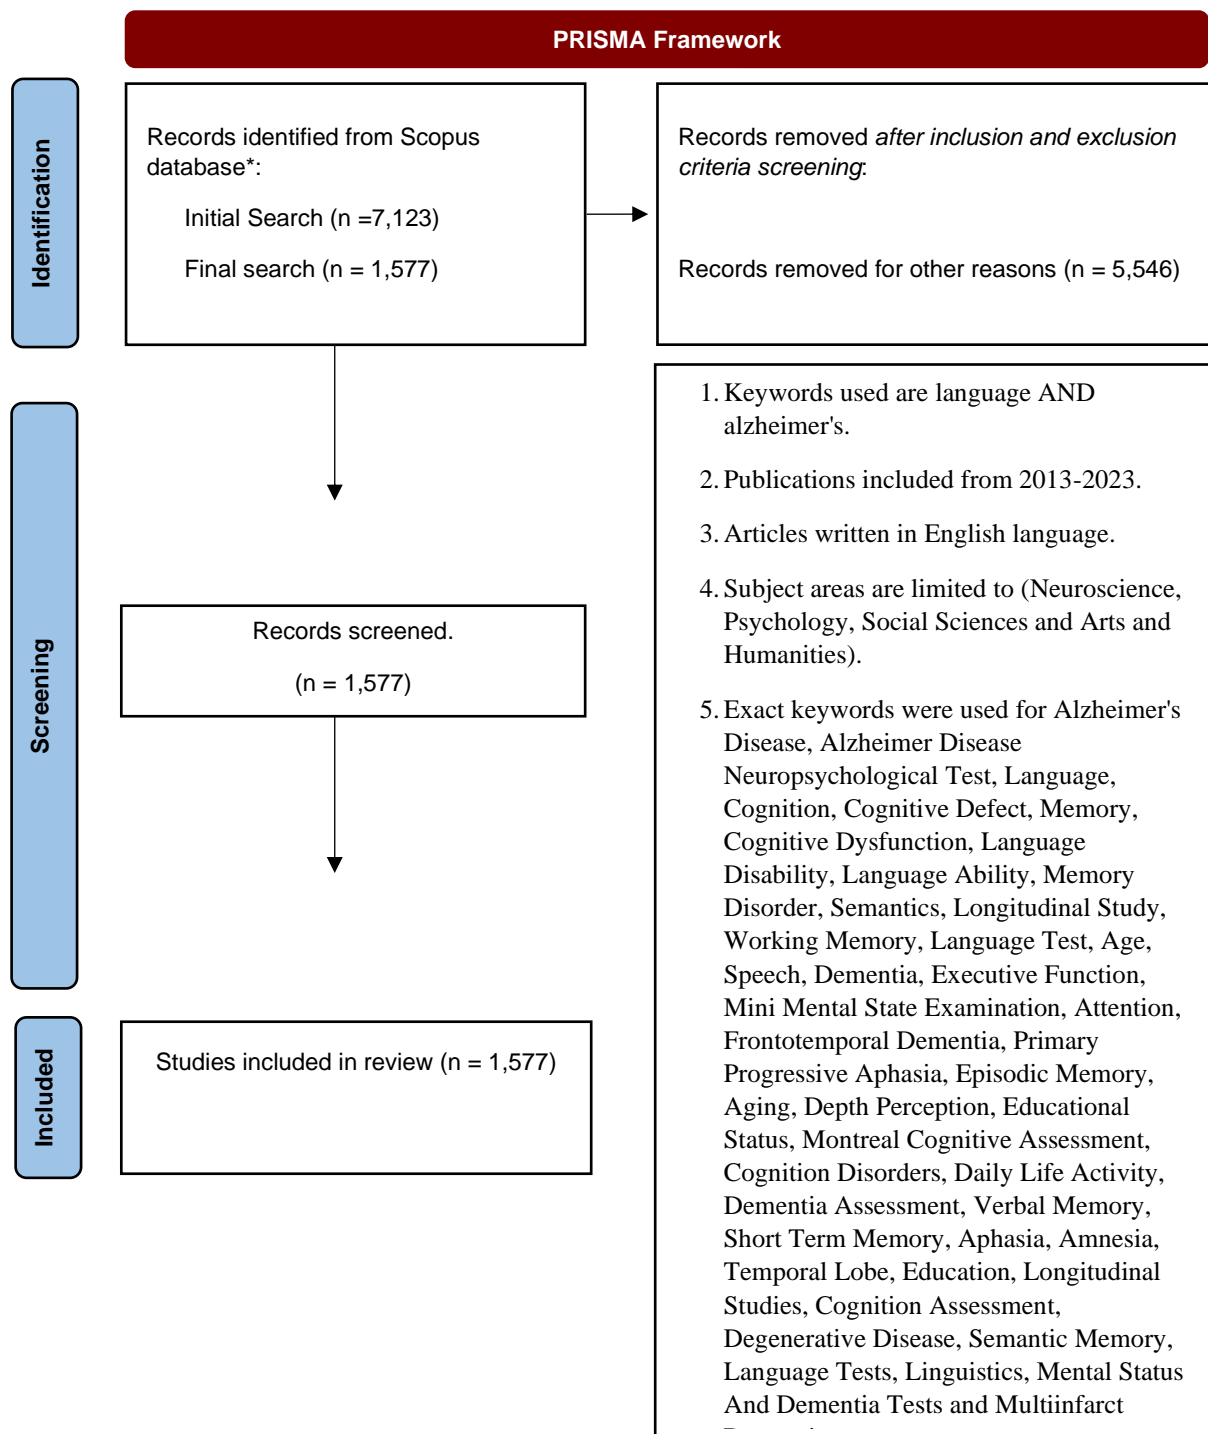 PRISMA Framework
Identification
Records identified from Scopus
database*:
Initial Search (n =7,123)
Final search (n = 1,577)
Records removed after inclusion and exclusion
criteria screening:
Records removed for other reasons (n = 5,546)
Screening
Records screened.
(n = 1,577)
1. Keywords used are language AND
alzheimer's.
2. Publications included from 2013-2023.
3. Articles written in English language.
4. Subject areas are limited to (Neuroscience,
Psychology, Social Sciences and Arts and
Humanities).
5. Exact keywords were used for Alzheimer's
Disease, Alzheimer Disease
Neuropsychological Test, Language,
Cognition, Cognitive Defect, Memory,
Cognitive Dysfunction, Language
Disability, Language Ability, Memory
Disorder, Semantics, Longitudinal Study,
Working Memory, Language Test, Age,
Speech, Dementia, Executive Function,
Mini Mental State Examination, Attention,
Frontotemporal Dementia, Primary
Progressive Aphasia, Episodic Memory,
Aging, Depth Perception, Educational
Status, Montreal Cognitive Assessment,
Cognition Disorders, Daily Life Activity,
Dementia Assessment, Verbal Memory,
Short Term Memory, Aphasia, Amnesia,
Temporal Lobe, Education, Longitudinal
Studies, Cognition Assessment,
Degenerative Disease, Semantic Memory,
Language Tests, Linguistics, Mental Status
And Dementia Tests and Multiinfarct
Included
Studies included in review (n = 1,577)